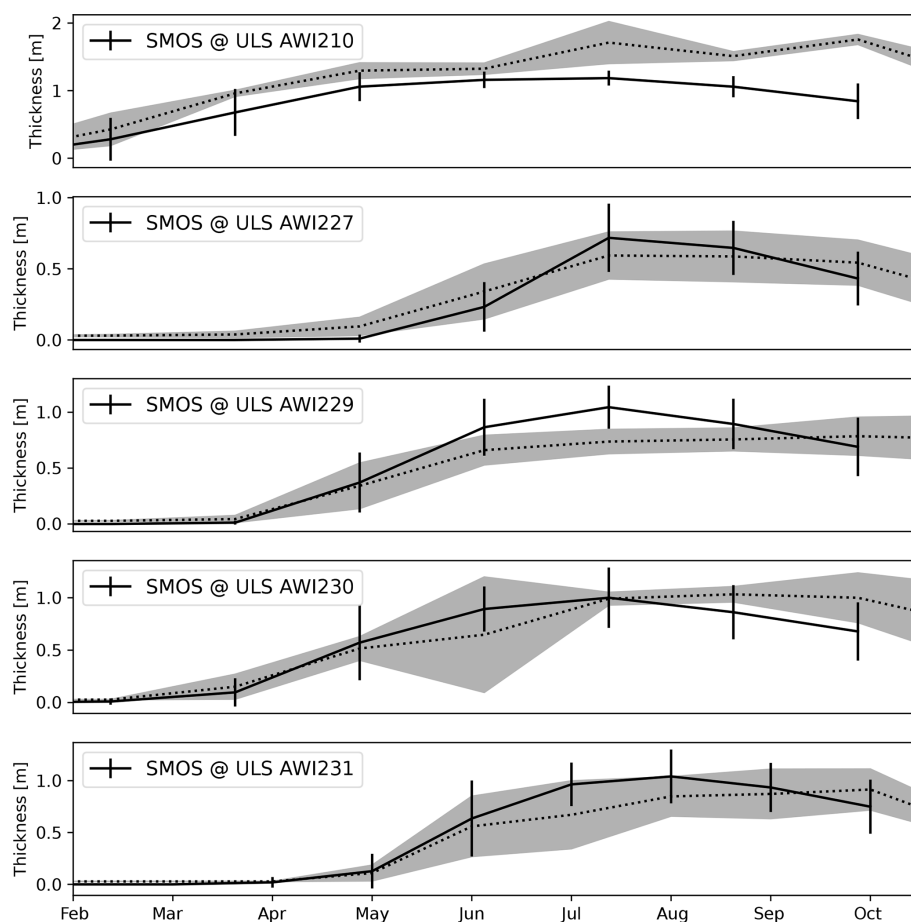 2
1
0
Thickness [m]
SMOS @ ULS AWI210
1.0
0.5
0.0
Thickness [m]
SMOS @ ULS AWI227
1.0
0.5
0.0
Thickness [m]
SMOS @ ULS AWI229
1.0
0.5
0.0
Thickness [m]
SMOS @ ULS AWI230
1.0
0.5
0.0
Thickness [m]
SMOS @ ULS AWI231
Feb Mar Apr May Jun Jul Aug Sep Oct